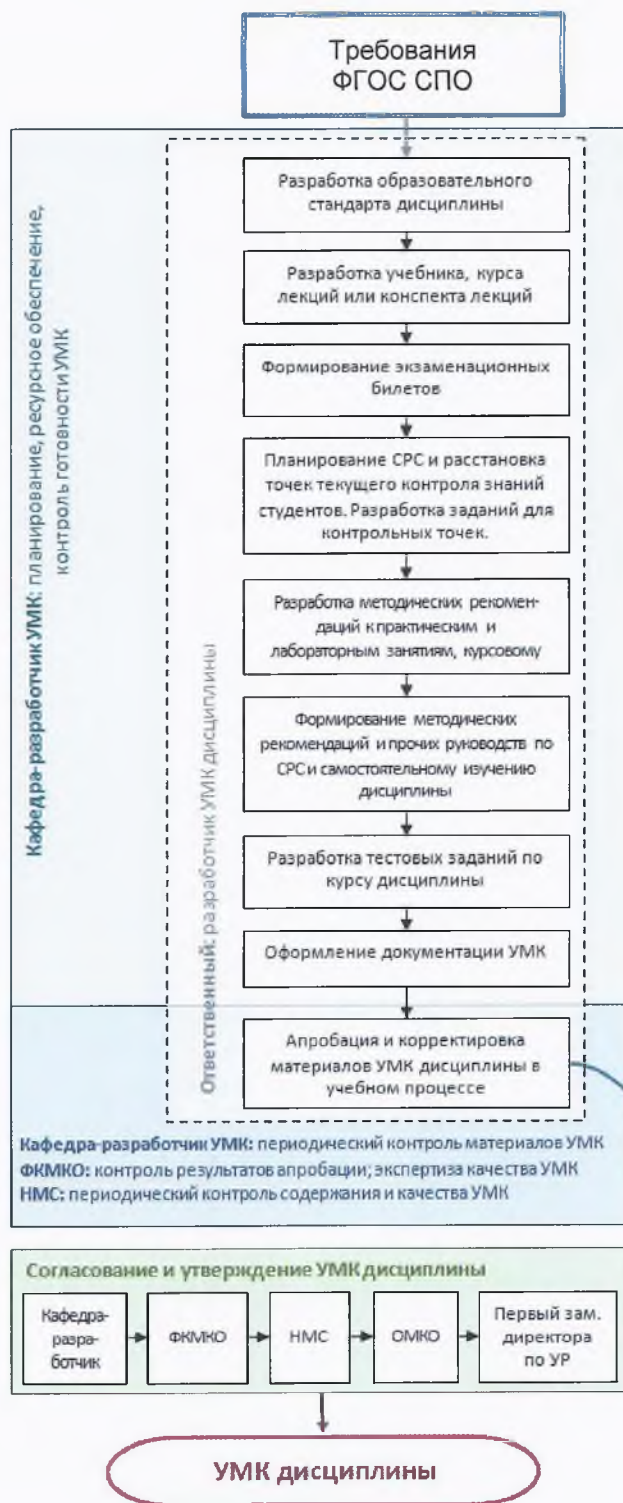 Требования
ФГОС СПО
Кафедра-разработчик УМК: планирование, ресурсное обеспечение,
контроль готовности УМК
Ответственный: разработчик УМК дисциплины
Разработка образовательного
стандарта дисциплины
Разработка учебника, курса
лекций или конспекта лекций
Формирование экзаменационных
билетов
Планирование СРС и расстановка
точек текущего контроля знаний
студентов. Разработка заданий для
контрольных точек.
Разработка методических рекомен-
даций к практическим и
лабораторным занятиям, курсовому
Формирование методических
рекомендаций и прочих руководств по
СРС и самостоятельному изучению
дисциплины
Разработка тестовых заданий по
курсу дисциплины
Оформление документации УМК
Апробация и корректировка
материалов УМК дисциплины в
учебном процессе
Кафедра-разработчик УМК: периодический контроль материалов УМК
ФКМКО: контроль результатов апробации; экспертиза качества УМК
НМС: периодический контроль содержания и качества УМК
Согласование и утверждение УМК дисциплины
Кафедра-
разра-
ботчик
ФКМКО
НМС
ОМКО
Первый зам.
директора
по УР
УМК дисциплины